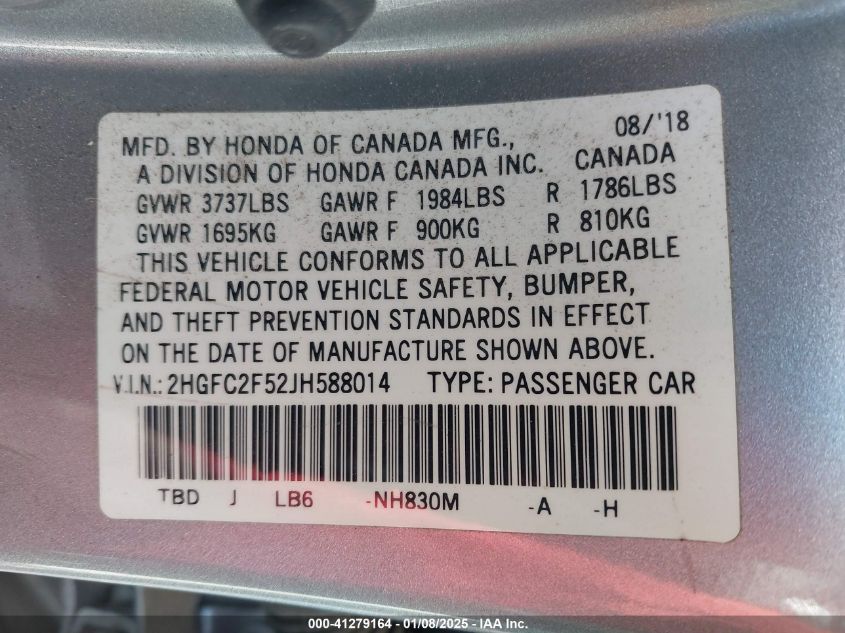 MFD. BY HONDA OF CANADA MFG., 08/'18
A DIVISION OF HONDA CANADA INC. CANADA
GVWR 3737LBS GAWR F 1984LBS R 1786LBS
GVWR 1695KG GAWR F 900KG R 810KG
THIS VEHICLE CONFORMS TO ALL APPLICABLE
FEDERAL MOTOR VEHICLE SAFETY, BUMPER,
AND THEFT PREVENTION STANDARDS IN EFFECT
ON THE DATE OF MANUFACTURE SHOWN ABOVE.
V.I.N.: 2HGFC2F52JH588014 TYPE: PASSENGER CAR
TBD J LB6 -NH830M -A -H
000-41279164 - 01/08/2025 - IAA Inc.